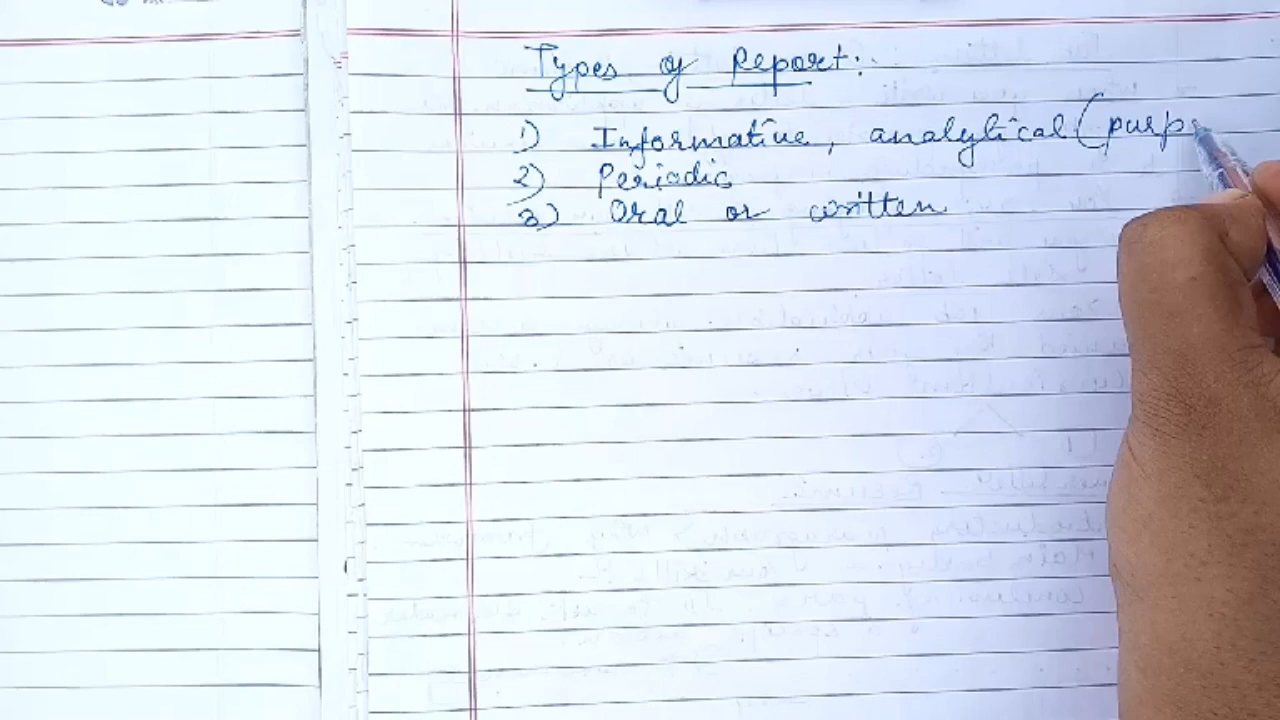 Types of Report:
1) Informative, analytical (purp
2) Periodic
3) Oral or written